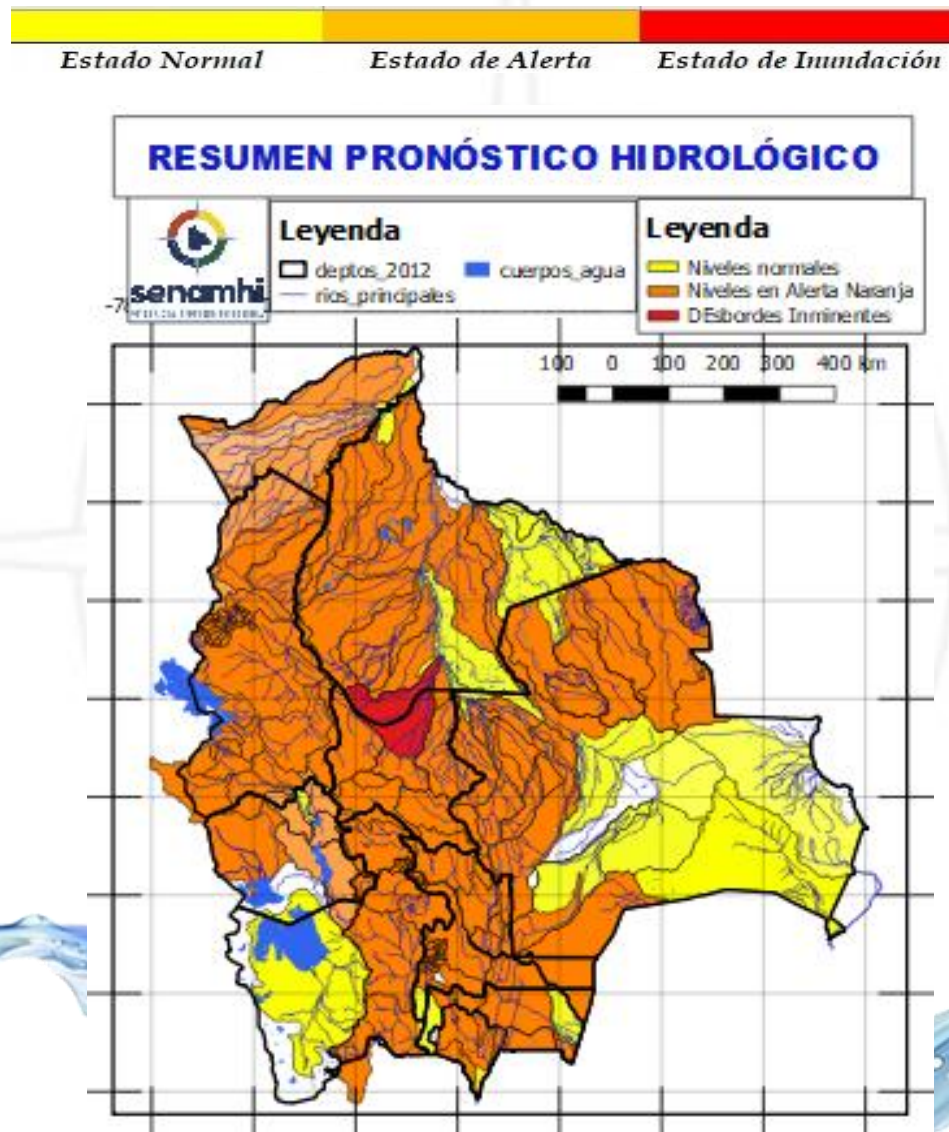 Estado Normal Estado de Alerta Estado de Inundación
RESUMEN PRONÓSTICO HIDROLÓGICO
senamhi
Leyenda
deptos_2012 cuerpos_agua
rios_principales
Leyenda
Niveles normales
Niveles en Alerta Naranja
DEsbordes Inminentes
100 0 100 200 300 400 km